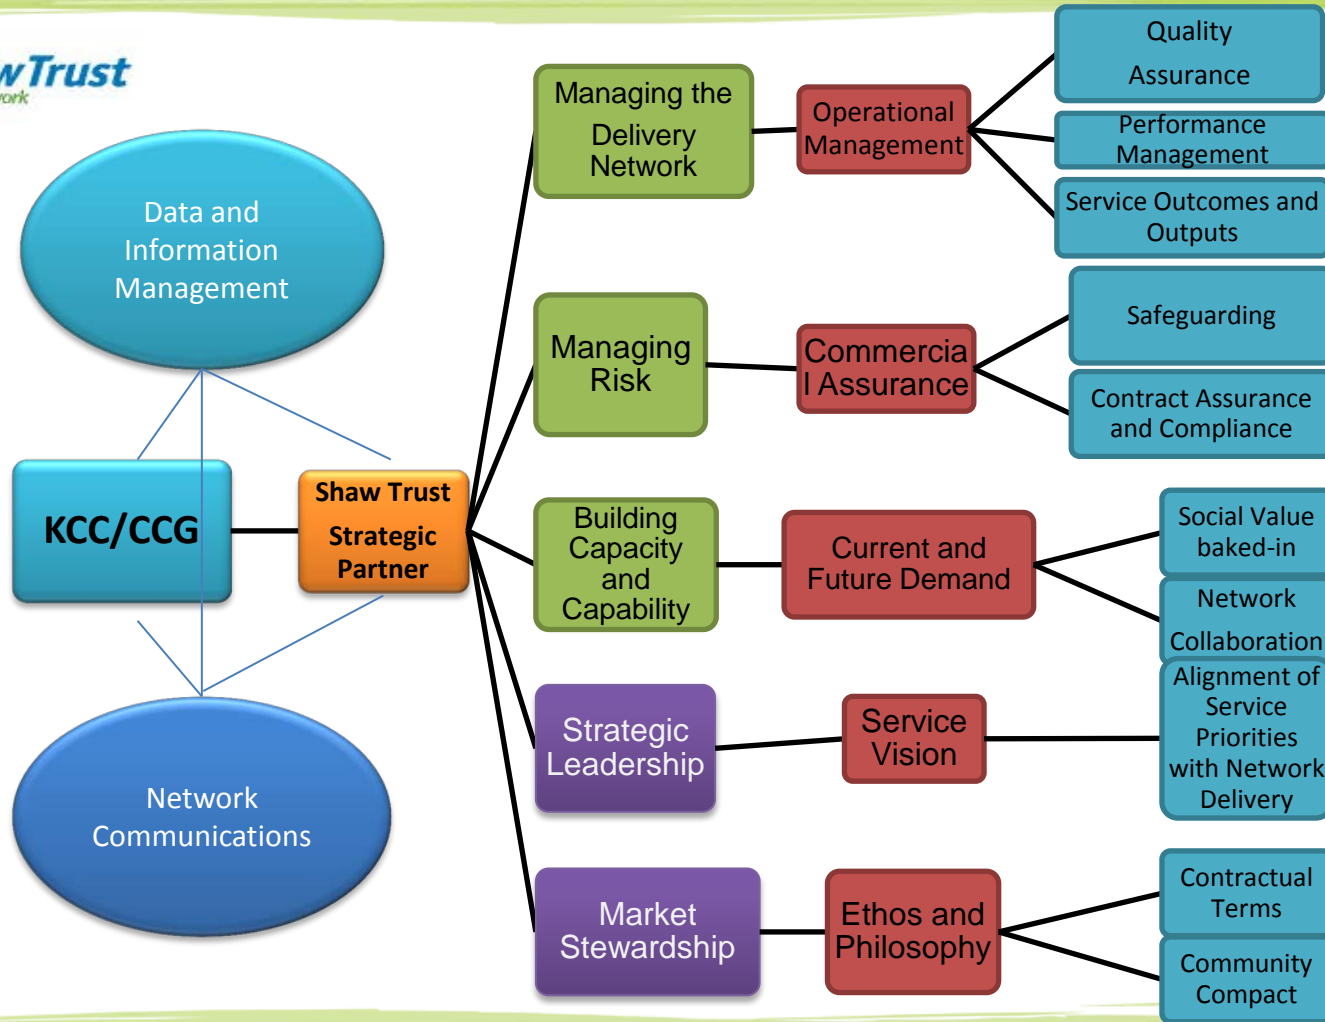 wTrust
work
Data and
Information
Management
KCC/CCG
Shaw Trust
Strategic
Partner
Network
Communications
Managing the
Delivery
Network
Operational
Management
Quality
Assurance
Performance
Management
Service Outcomes and
Outputs
Managing
Risk
Commercia
l Assurance
Safeguarding
Contract Assurance
and Compliance
Building
Capacity
and
Capability
Current and
Future Demand
Social Value
baked-in
Network
Collaboration
Strategic
Leadership
Service
Vision
Alignment of
Service
Priorities
with Network
Delivery
Market
Stewardship
Ethos and
Philosophy
Contractual
Terms
Community
Compact